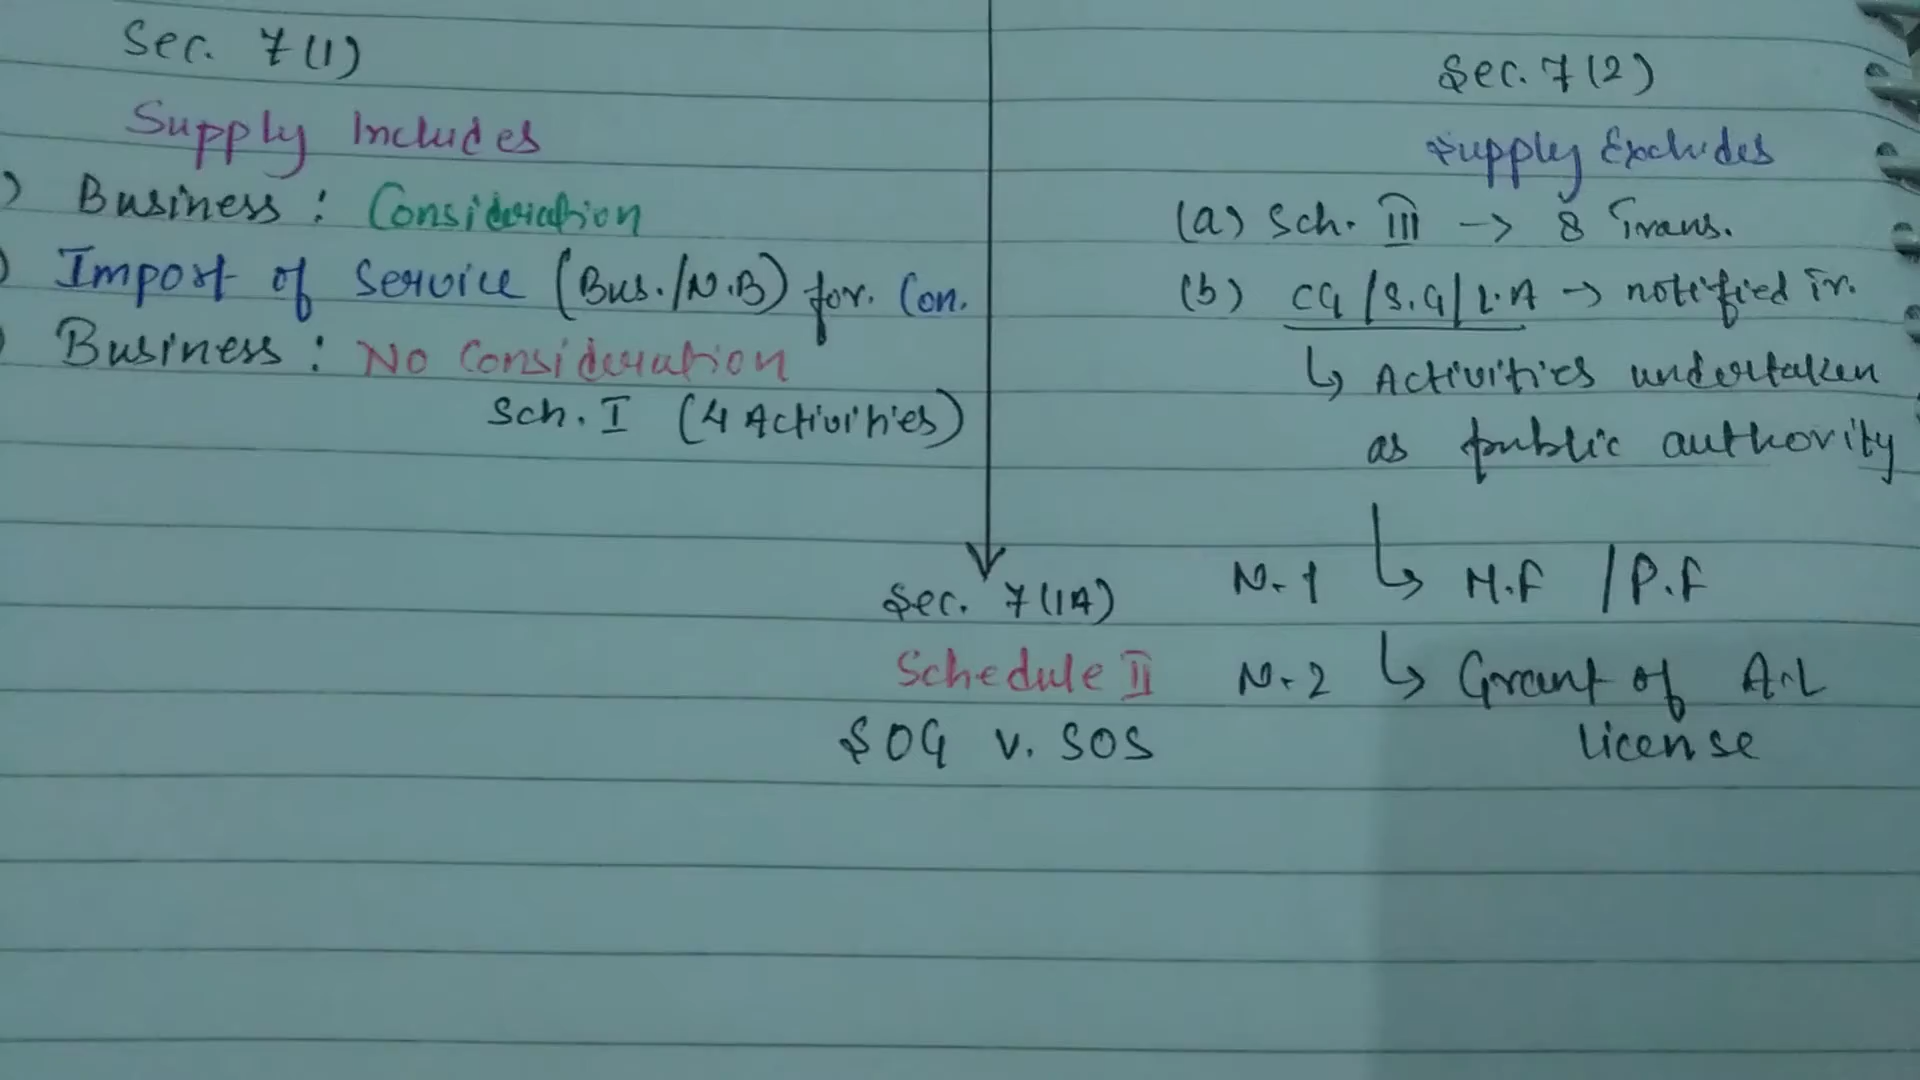 Sec. 7(1)
Supply Includes
) Business : Consideration
) Import of Service (Bus./N.B) for. Con.
) Business : No Consideration
Sch. I (4 Activities)
Sec. 7(2)
Supply Excludes
(a) Sch. III -> 8 Trans.
(b) CG/S.G/L.A -> notified Tr.
↳ Activities undertaken
as public authority
N-1 ↳ M.F / P.F
N-2 ↳ Grant of A.L
license
Sec. 7(1A)
Schedule II
SOG v. SOS